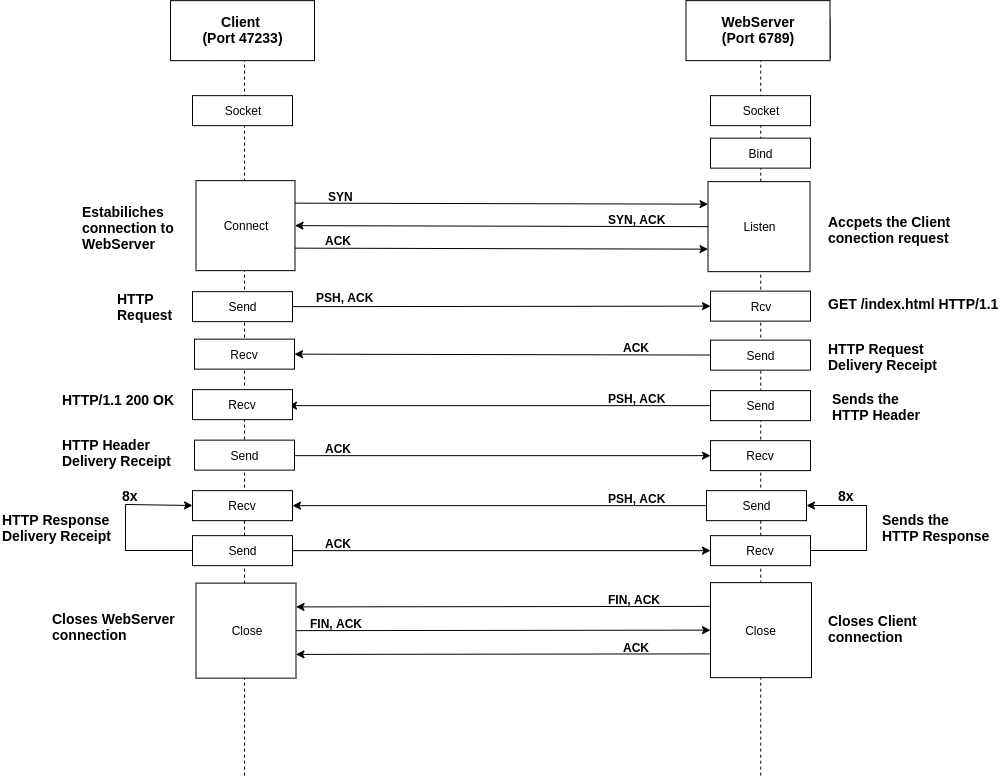 Client
(Port 47233)
WebServer
(Port 6789)
Socket
Socket
Bind
Estabiliches
connection to
WebServer
Connect
SYN
SYN, ACK
ACK
Listen
Accpets the Client
conection request
HTTP
Request
Send
PSH, ACK
Rcv
GET /index.html HTTP/1.1
Recv
ACK
Send
HTTP Request
Delivery Receipt
HTTP/1.1 200 OK
Recv
PSH, ACK
Send
Sends the
HTTP Header
HTTP Header
Delivery Receipt
Send
ACK
Recv
8x
HTTP Response
Delivery Receipt
Recv
PSH, ACK
Send
8x
Sends the
HTTP Response
Send
ACK
Recv
Closes WebServer
connection
Close
FIN, ACK
FIN, ACK
ACK
Close
Closes Client
connection